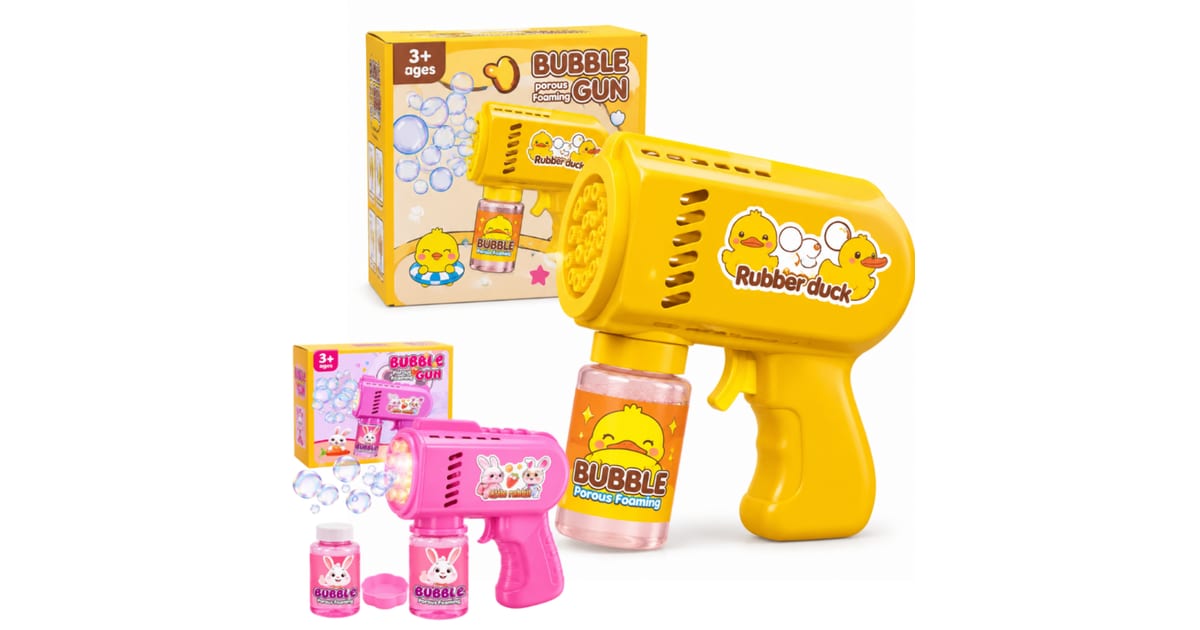 3+
ages
BUBBLE
porous
Foaming
GUN
Rubber duck
BUBBLE
Porous Foaming
Rubber duck
BUBBLE
Porous Foaming
3+
ages
BUBBLE
GUN
BUBBLE
BUBBLE
Porous Foaming
BUBBLE
Porous Foaming